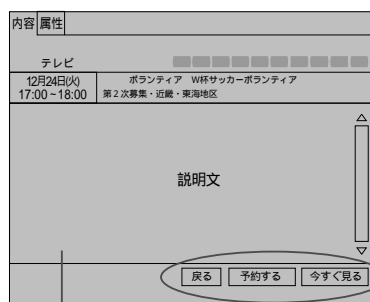 内容 属性
テレビ
12月24日(火) ボランティア W杯サッカーボランティア
17:00~18:00 第2次募集・近畿・東海地区
説明文
戻る 予約する 今すぐ見る